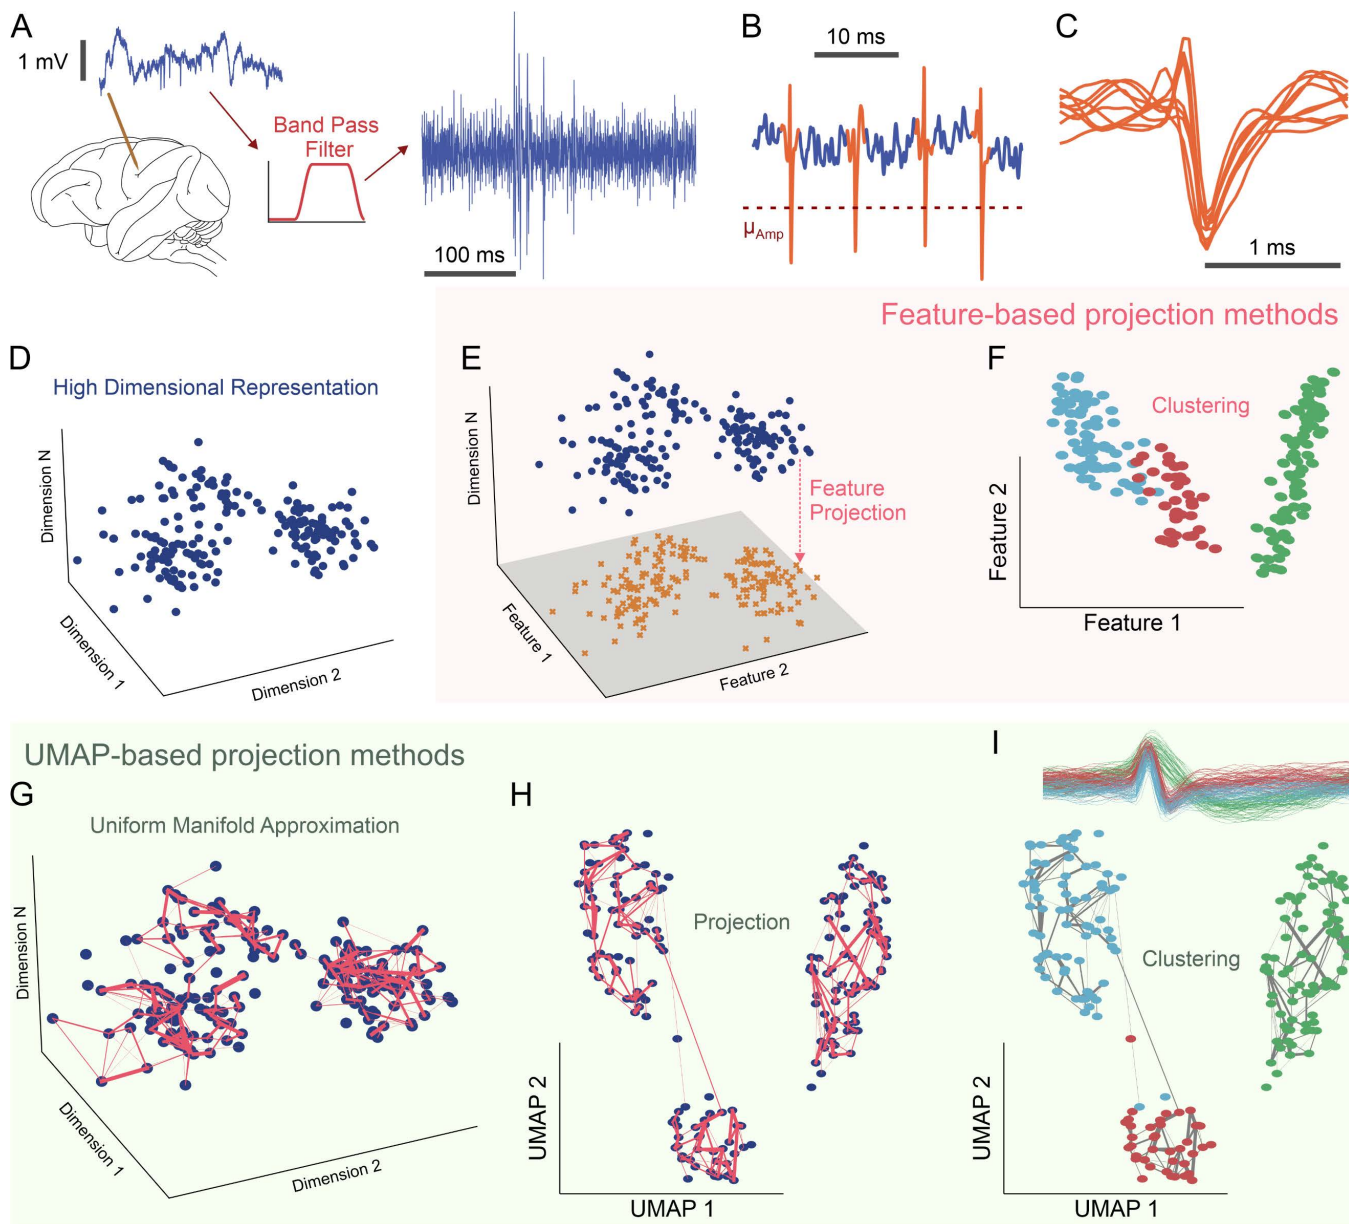 A
1 mV
Band Pass
Filter
100 ms
B
10 ms
μAmp
C
1 ms
Feature-based projection methods
D
High Dimensional Representation
Dimension N
Dimension 1
Dimension 2
E
Dimension N
Feature
Projection
Feature 1
Feature 2
F
Clustering
Feature 2
Feature 1
UMAP-based projection methods
G
Uniform Manifold Approximation
Dimension N
Dimension 1
Dimension 2
H
Projection
UMAP 2
UMAP 1
I
Clustering
UMAP 2
UMAP 1